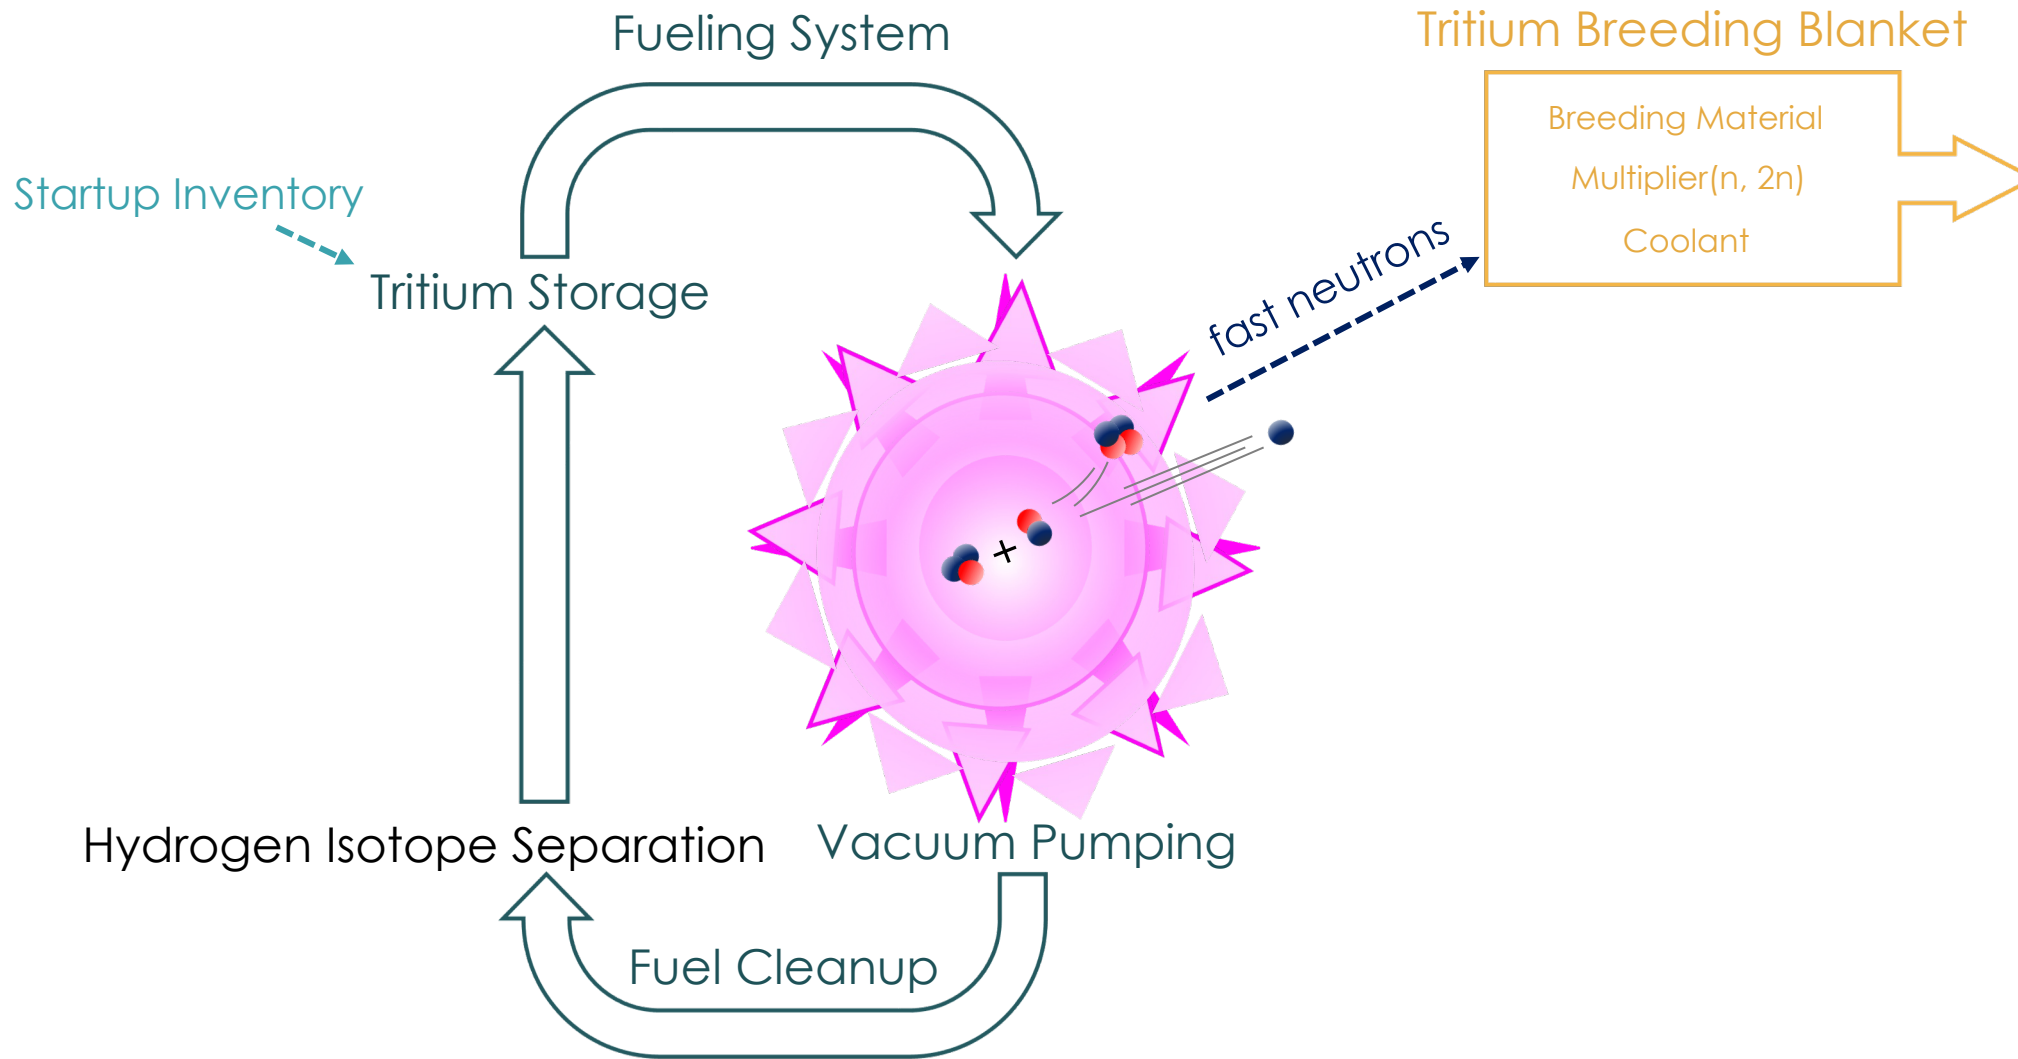 Fueling System
Tritium Breeding Blanket
Breeding Material
Multiplier(n, 2n)
Coolant
Startup Inventory
fast neutrons
Tritium Storage
+
Hydrogen Isotope Separation
Vacuum Pumping
Fuel Cleanup